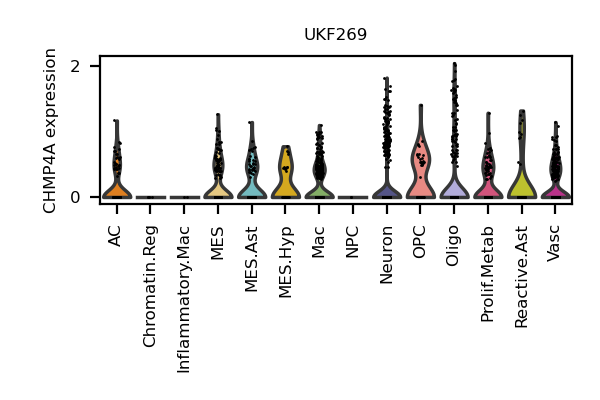 UKF269
CHMP4A expression
2
0
AC
Chromatin.Reg
Inflammatory.Mac
MES
MES.Ast
MES.Hyp
Mac
NPC
Neuron
OPC
Oligo
Prolif.Metab
Reactive.Ast
Vasc